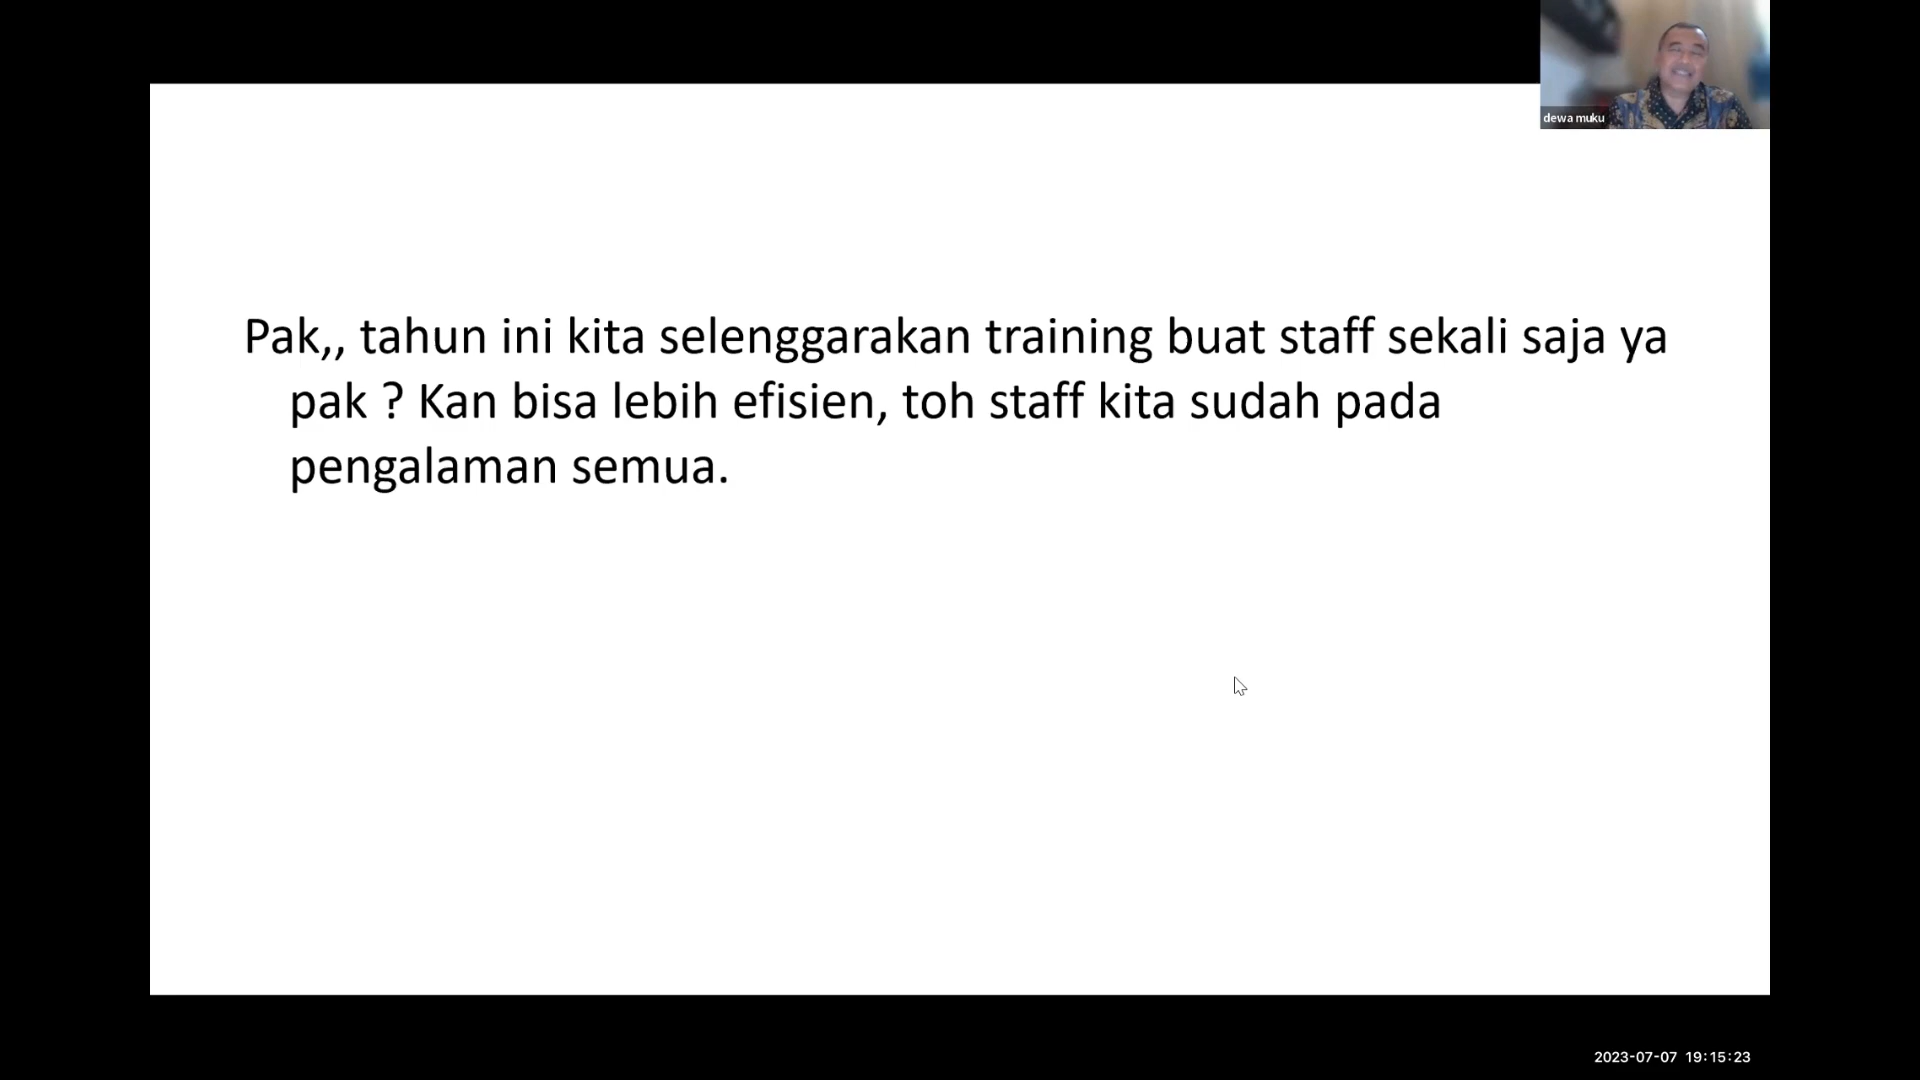 dewa muku
Pak,, tahun ini kita selenggarakan training buat staff sekali saja ya
pak ? Kan bisa lebih efisien, toh staff kita sudah pada
pengalaman semua.
2023-07-07 19:15:23